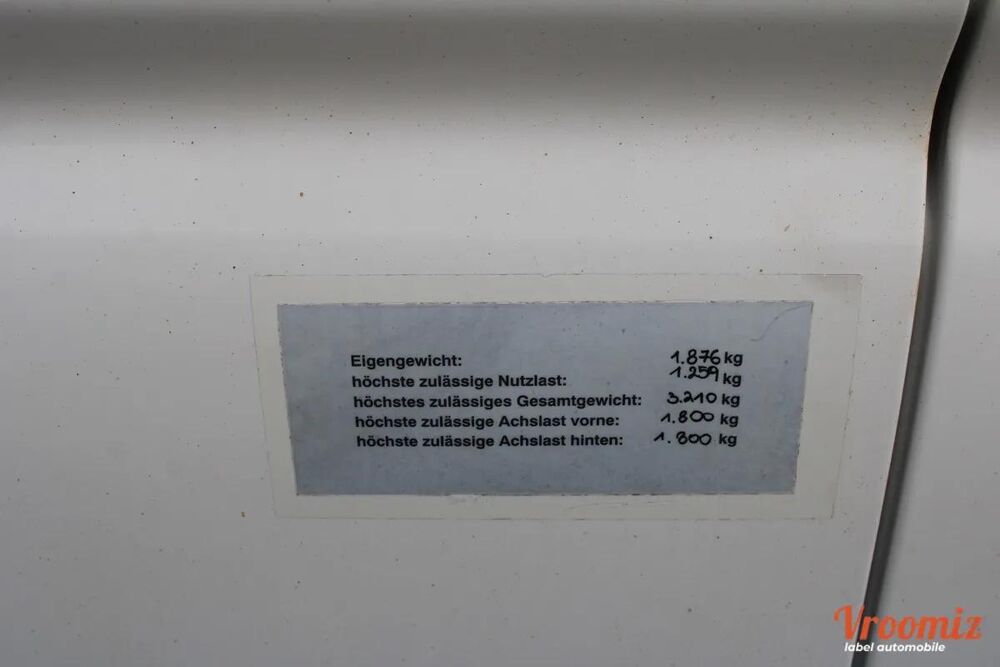 Eigengewicht: 1.876 kg
höchste zulässige Nutzlast: 1.259 kg
höchstes zulässiges Gesamtgewicht: 3.210 kg
höchste zulässige Achslast vorne: 1.800 kg
höchste zulässige Achslast hinten: 1.800 kg
Vroomiz
label automobile